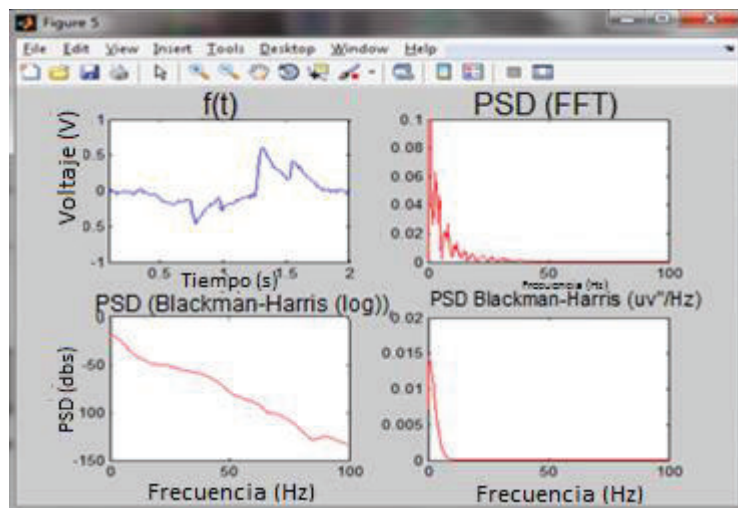 Figure 5
File Edit View Insert Tools Desktop Window Help
f(t)
Voltaje (V)
1
0.5
0
0.5
-1
0.5
1.5
2
Tiempo (s)
PSD (FFT)
0.1
0.08
0.06
0.04
0.02
0
0
50
100
Frecuencia (Hz)
PSD (Blackman-Harris (log))
PSD (dbs)
0
-50
-100
-150
0
50
100
Frecuencia (Hz)
PSD Blackman-Harris (uv"/Hz)
0.02
0.015
0.01
0.005
0
0
50
100
Frecuencia (Hz)